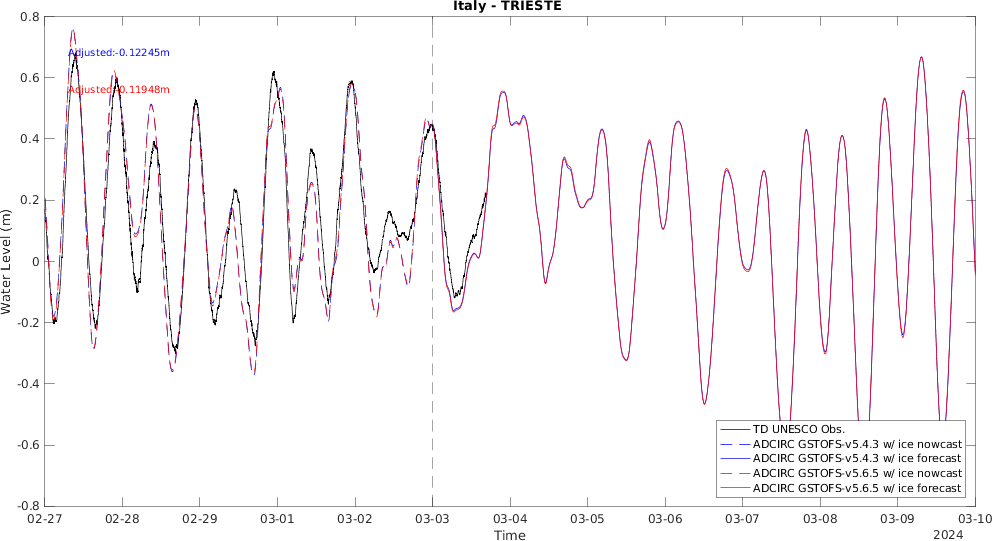 Italy - TRIESTE
0.8
0.6
0.4
0.2
0
-0.2
-0.4
-0.6
-0.8
Water Level (m)
Adjusted:-0.12245m
Adjusted:-0.11948m
TD UNESCO Obs.
ADCIRC GSTOFS-v5.4.3 w/ ice nowcast
ADCIRC GSTOFS-v5.4.3 w/ ice forecast
ADCIRC GSTOFS-v5.6.5 w/ ice nowcast
ADCIRC GSTOFS-v5.6.5 w/ ice forecast
02-27 02-28 02-29 03-01 03-02 03-03 03-04 03-05 03-06 03-07 03-08 03-09 03-10
Time
2024